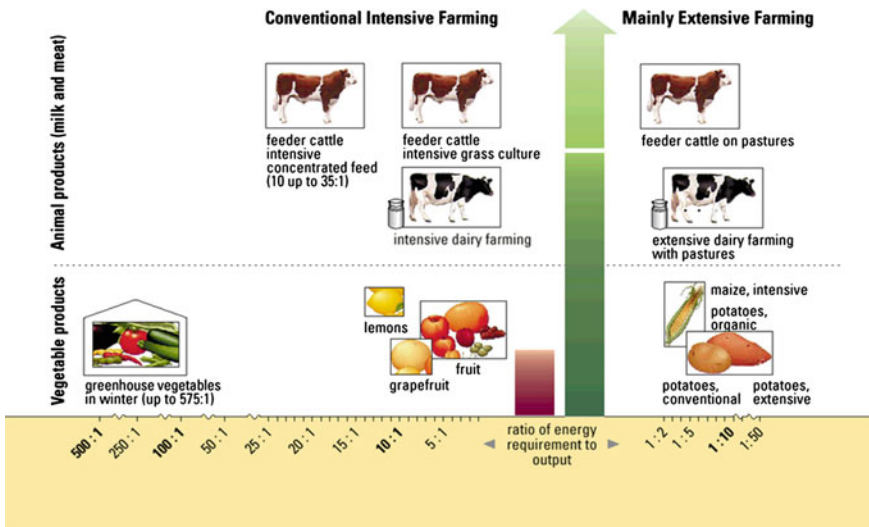 Conventional Intensive Farming
Mainly Extensive Farming
Animal products (milk and meat)
feeder cattle
intensive
concentrated feed
(10 up to 35:1)
feeder cattle
intensive grass culture
intensive dairy farming
feeder cattle on pastures
extensive dairy farming
with pastures
Vegetable products
greenhouse vegetables
in winter (up to 575:1)
lemons
grapefruit
fruit
maize, intensive
potatoes,
organic
potatoes,
conventional
potatoes,
extensive
500:1
250:1
100:1
50:1
25:1
20:1
15:1
10:1
5:1
ratio of energy
requirement to
output
1:2
1:5
1:10
1:50